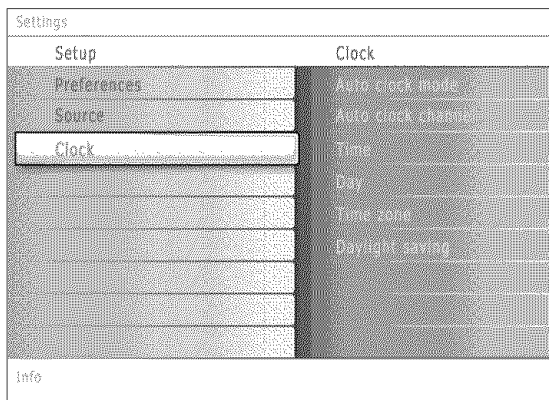 Settings
Setup
Clock
Preferences
Auto clock mode
Source
Auto clock channel
Clock
Time
Day
Time zone
Daylight saving
Info